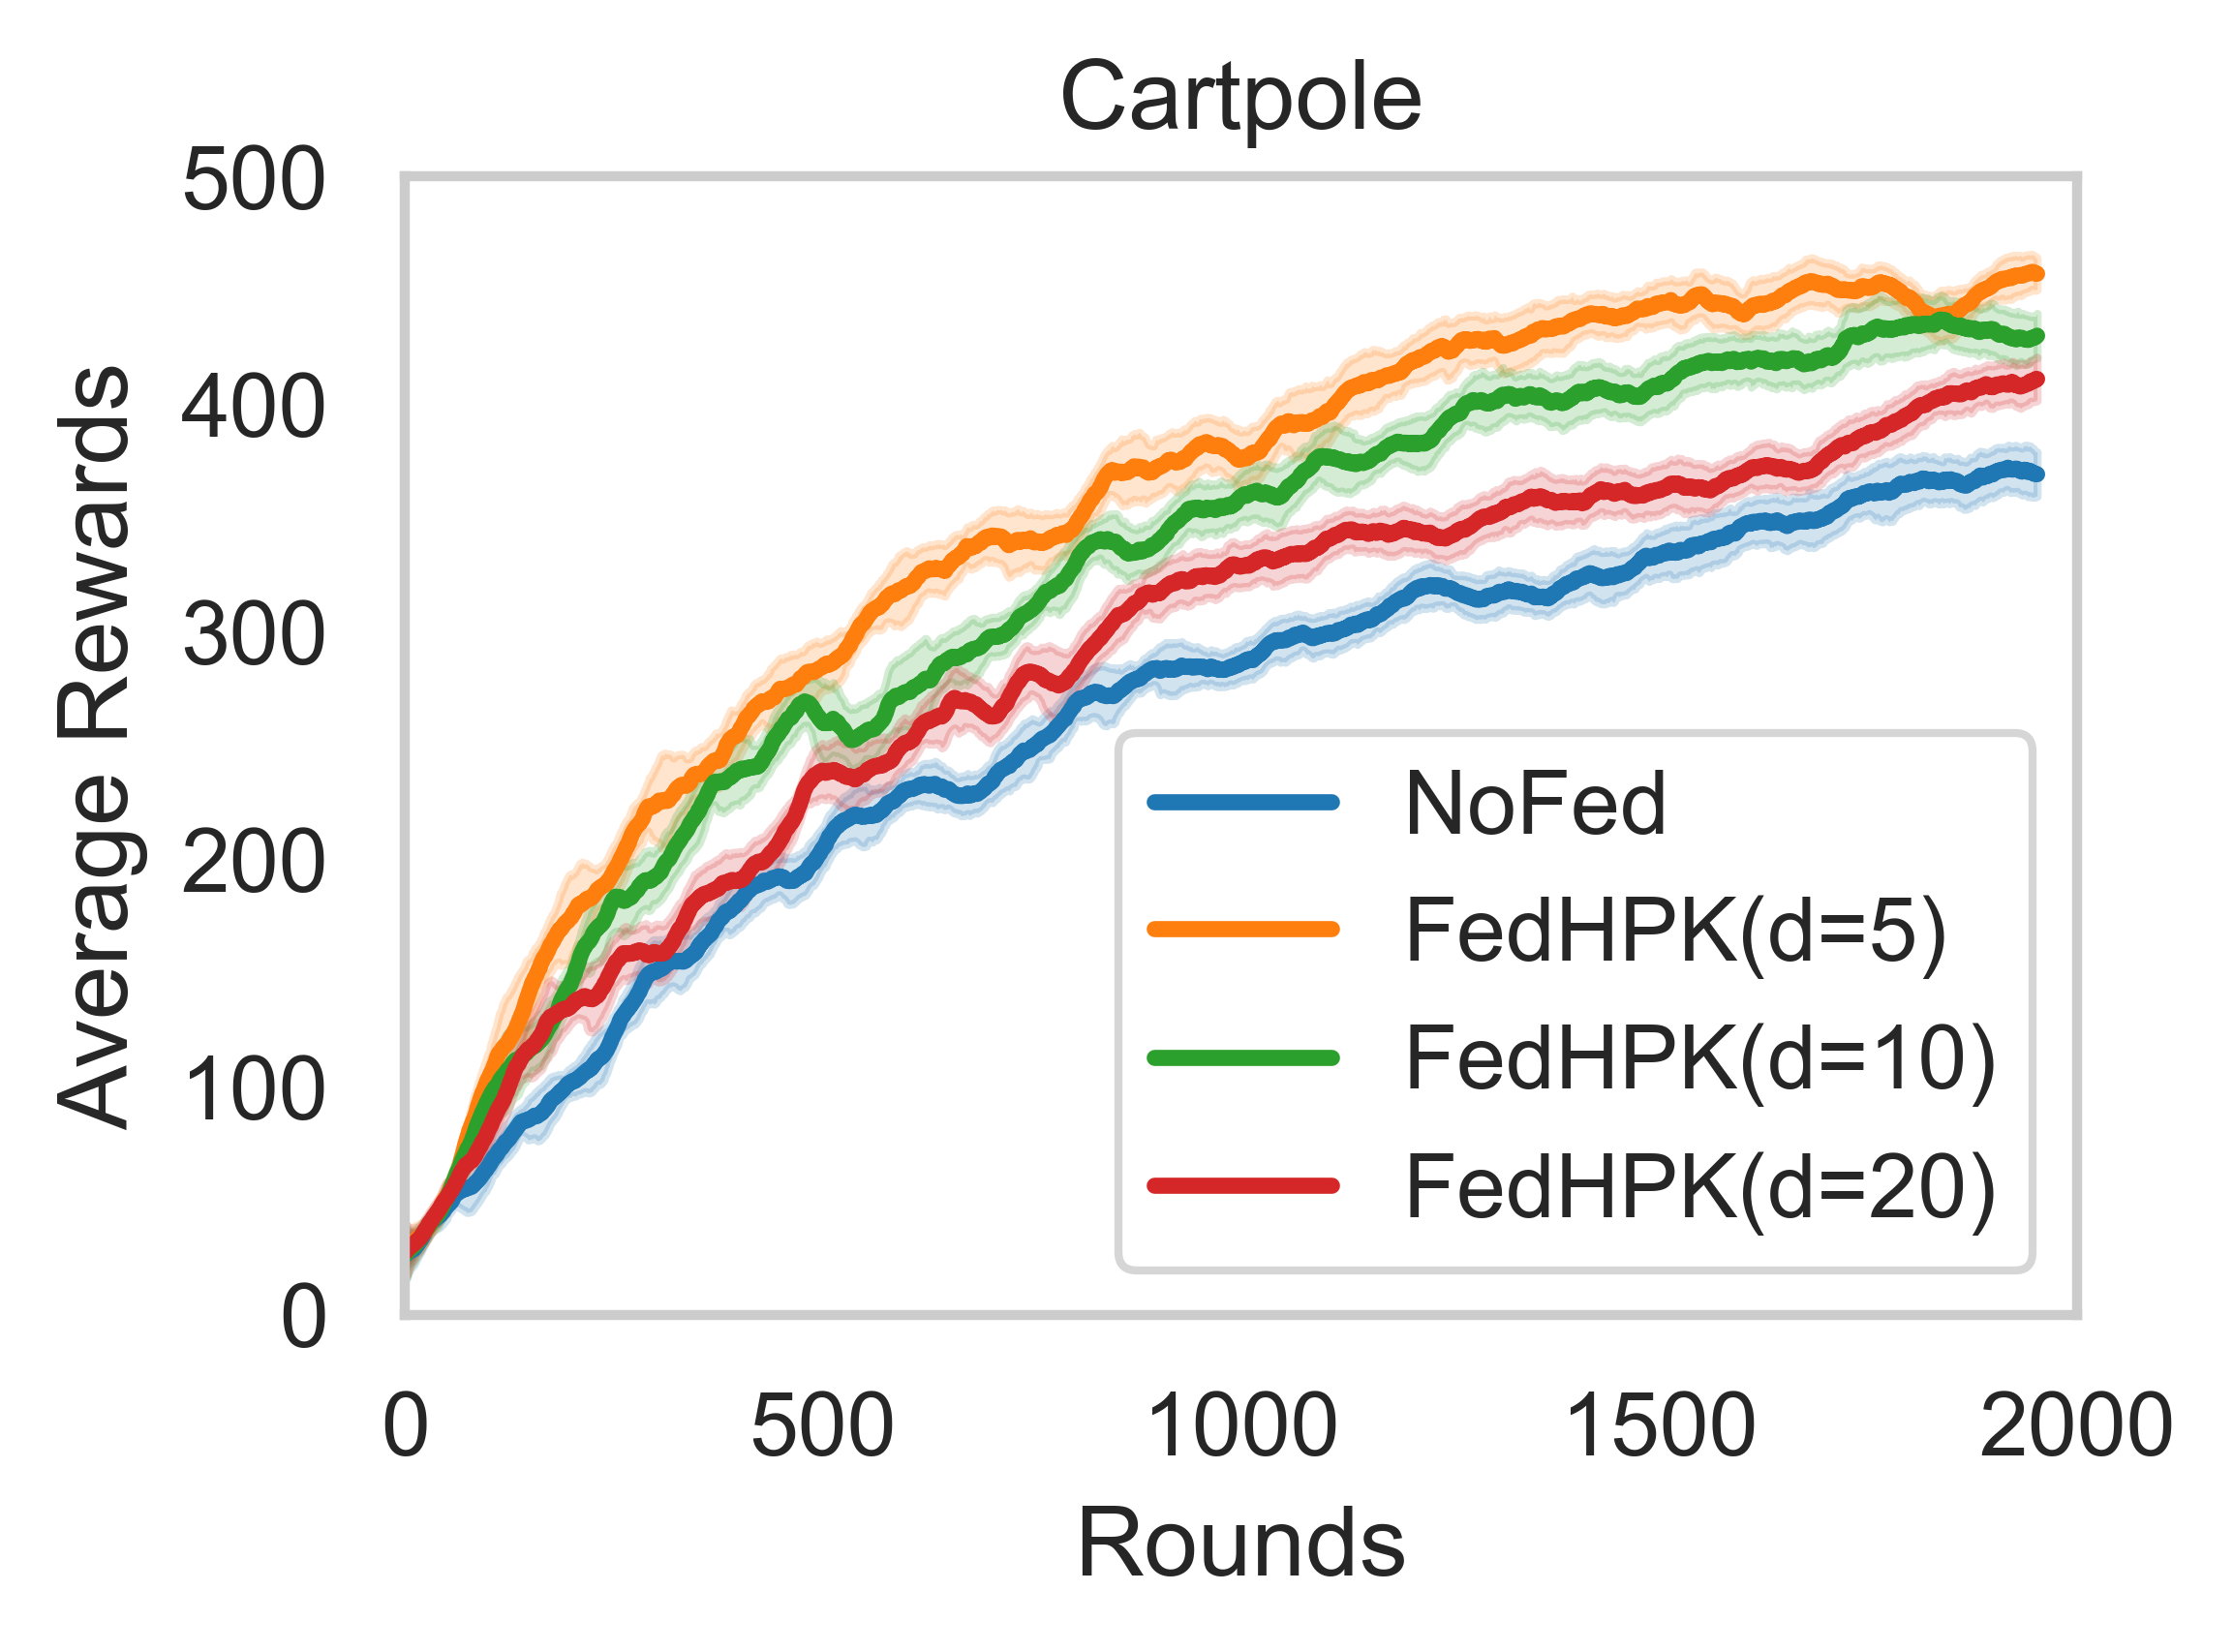 Cartpole
500
400
300
200
100
0
Average Rewards
0 500 1000 1500 2000
Rounds
NoFed
FedHPK(d=5)
FedHPK(d=10)
FedHPK(d=20)